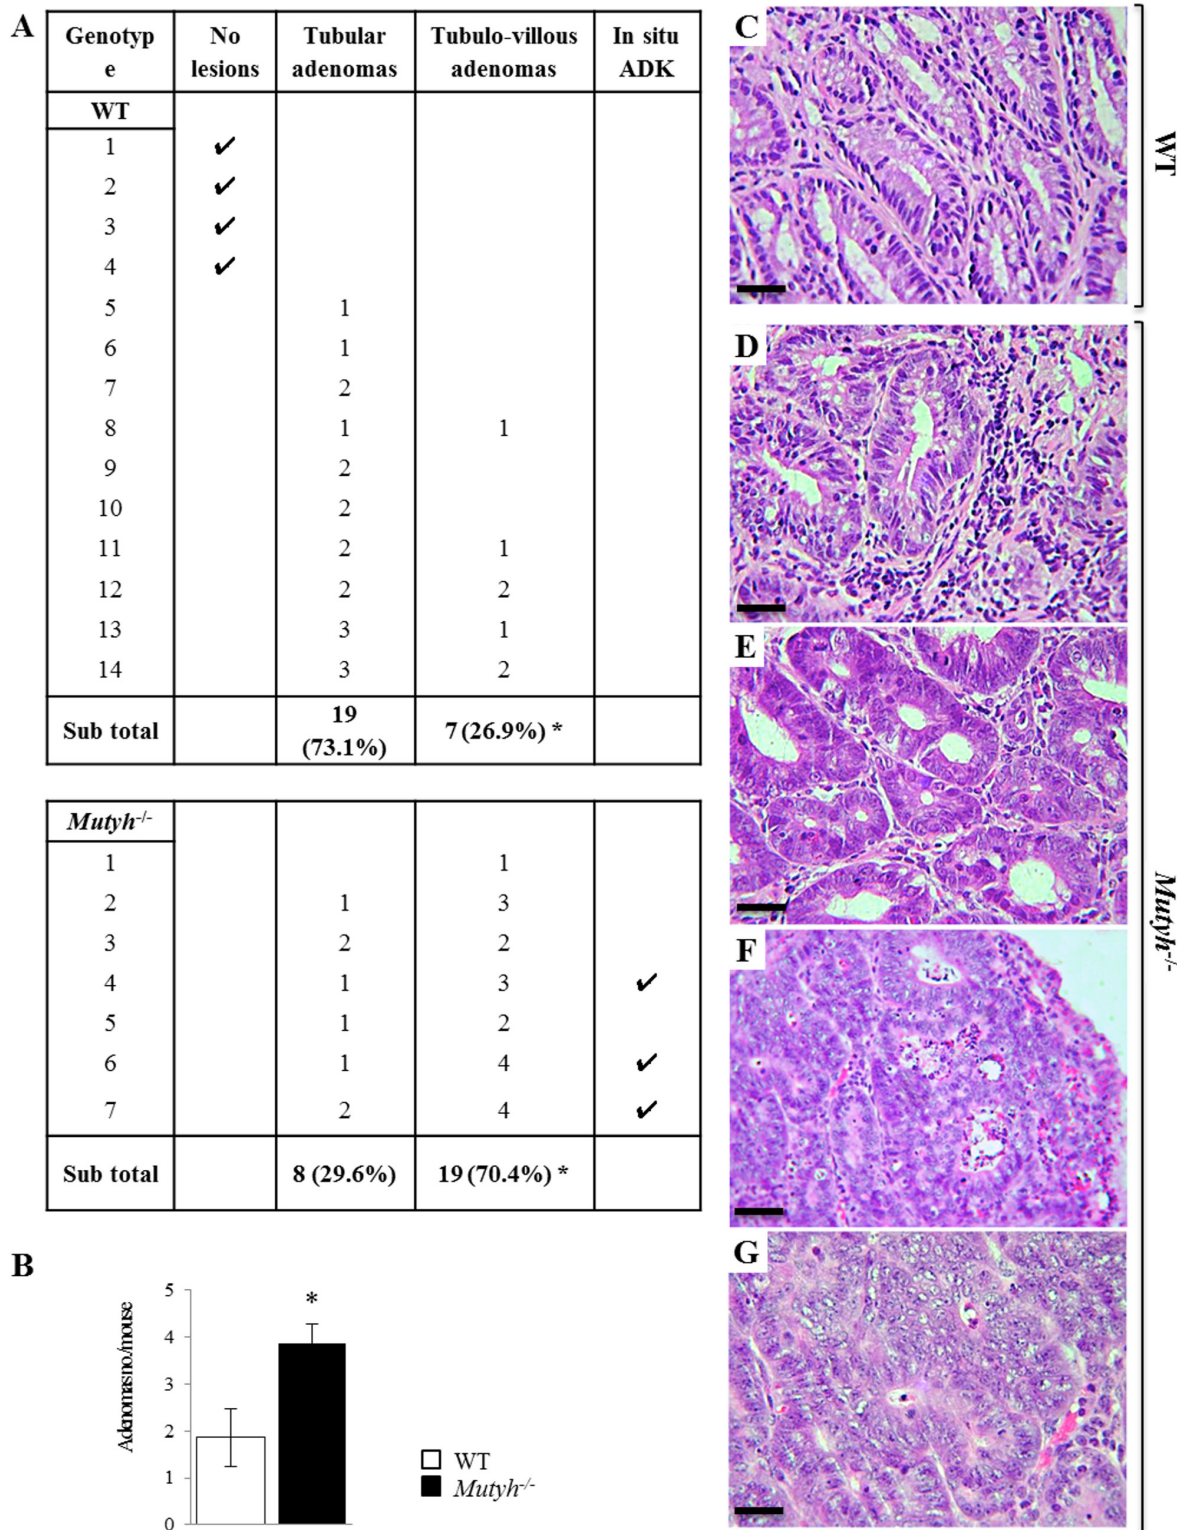 A
Genotyp
e
No
lesions
Tubular
adenomas
Tubulo-villous
adenomas
In situ
ADK
WT
1 ✔
2 ✔
3 ✔
4 ✔
5 1
6 1
7 2
8 1 1
9 2
10 2
11 2 1
12 2 2
13 3 1
14 3 2
Sub total 19
(73.1%) 7 (26.9%) *
Mutyh-/-
1 1
2 1 3
3 2 2
4 1 3 ✔
5 1 2
6 1 4 ✔
7 2 4 ✔
Sub total 8 (29.6%) 19 (70.4%) *
B
Adenomas no/mouse
5
4
3
2
1
0
*
WT
Mutyh-/-
C
WT
D
E
F
G
Mutyh-/-